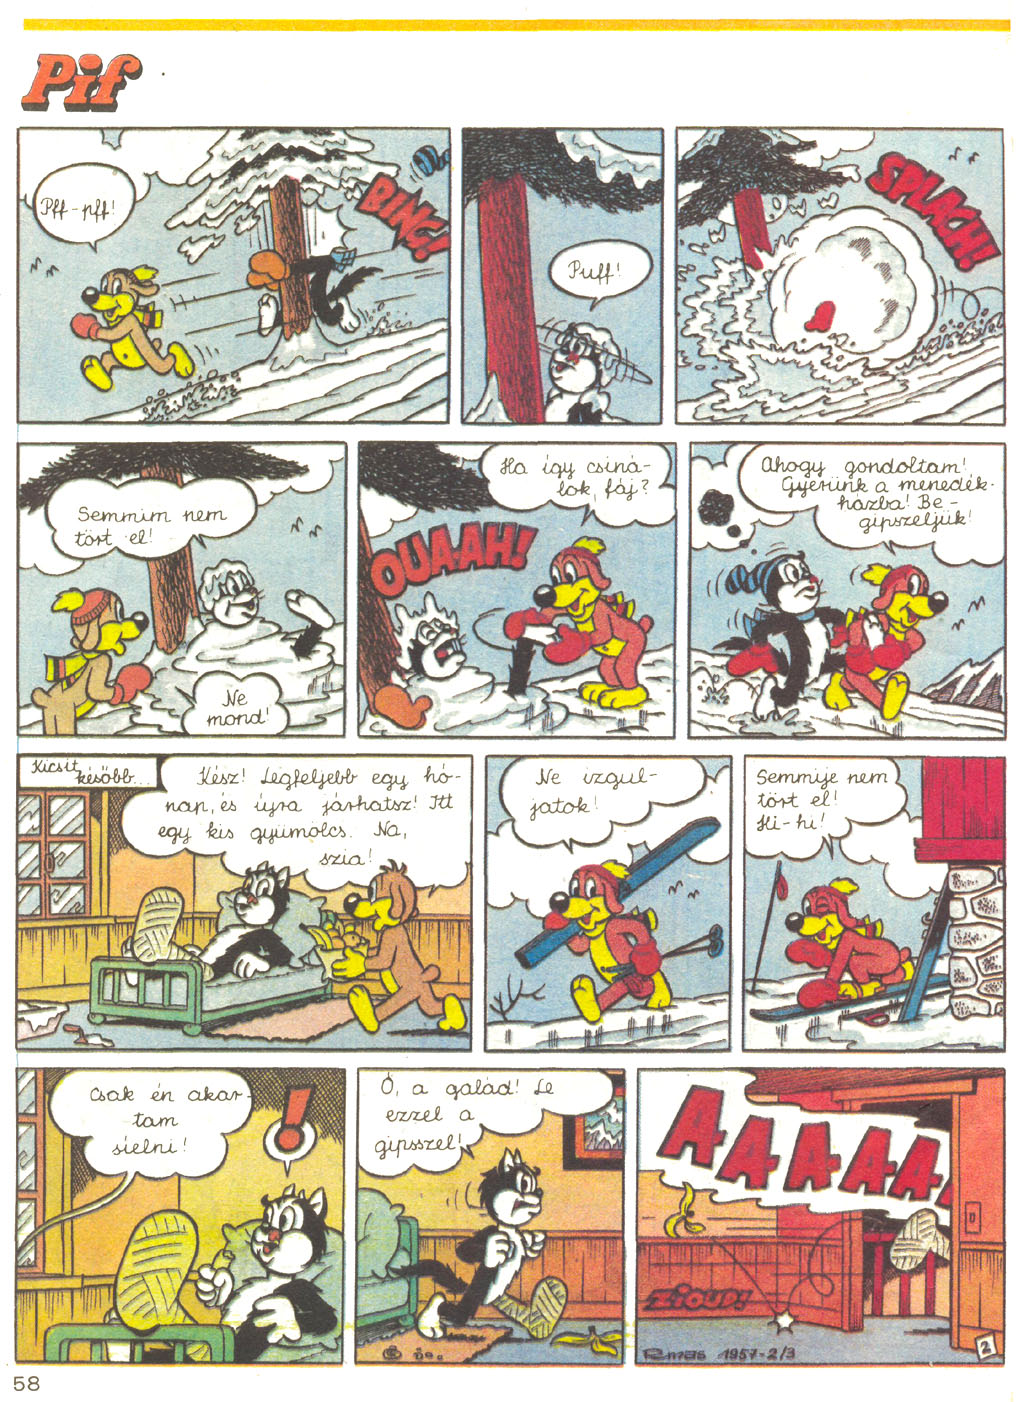 Pif
Pff-pff!
BING!
Puff!
SPLACH!
Semmim nem
tört el!
Ne
mond!
OUAAH!
Ha így csiná-
lok, fáj?
Ahogy gondoltam!
Gyerünk a menedék-
házba! Be-
gipszeljük!
Kicsit
később...
Kész! Legfeljebb egy hó-
nap, és újra járhatsz! Itt
egy kis gyümölcs. Na,
szia!
Ne izgul-
jatok!
Semmije nem
tört el!
Hi-hi!
Csak én akar-
tam
síelni!
!
Ó, a galád! Le
ezzel a
gipsszel!
AAAAAA
ZIOUP!
1957-2/3
2
58